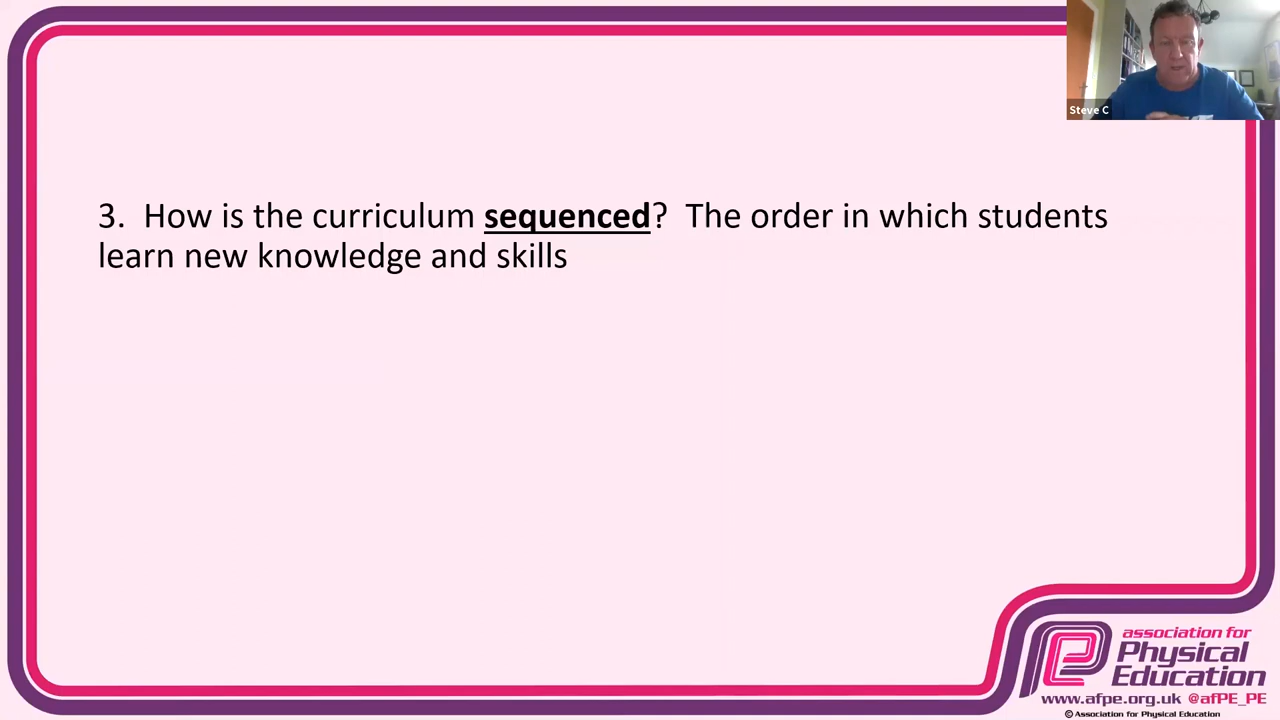 Steve C
3.  How is the curriculum sequenced?  The order in which students
learn new knowledge and skills
association for
Physical
Education
www.afpe.org.uk @afPE_PE
© Association for Physical Education